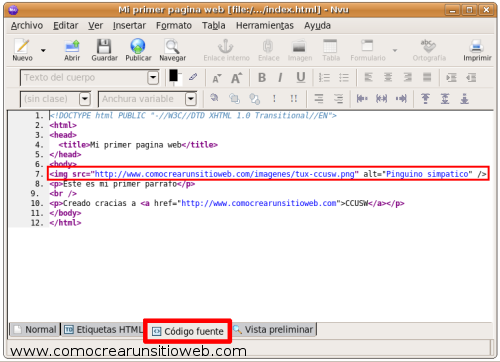 Mi primer pagina web [file:/.../index.html] - Nvu
Archivo Editar Ver Insertar Formato Tabla Herramientas Ayuda
Nuevo Abrir Guardar Publicar Navegar Enlace interno Enlace Imagen Tabla Formulario Ortografía Imprimir
Texto del cuerpo
(sin clase) Anchura variable
1. <!DOCTYPE html PUBLIC "-//W3C//DTD XHTML 1.0 Transitional//EN">
2. <html>
3. <head>
4. <title>Mi primer pagina web</title>
5. </head>
6. <body>
7. <img src="http://www.comocrearunsitioweb.com/imagenes/tux-ccusw.png" alt="Pinguino simpatico" />
8. <p>Este es mi primer parrafo</p>
9. <br />
10. <p>Creado cracias a <a href="http://www.comocrearunsitioweb.com">CCUSW</a></p>
11. </body>
12. </html>
Normal Etiquetas HTML Código fuente Vista preliminar
www.comocrearunsitioweb.com